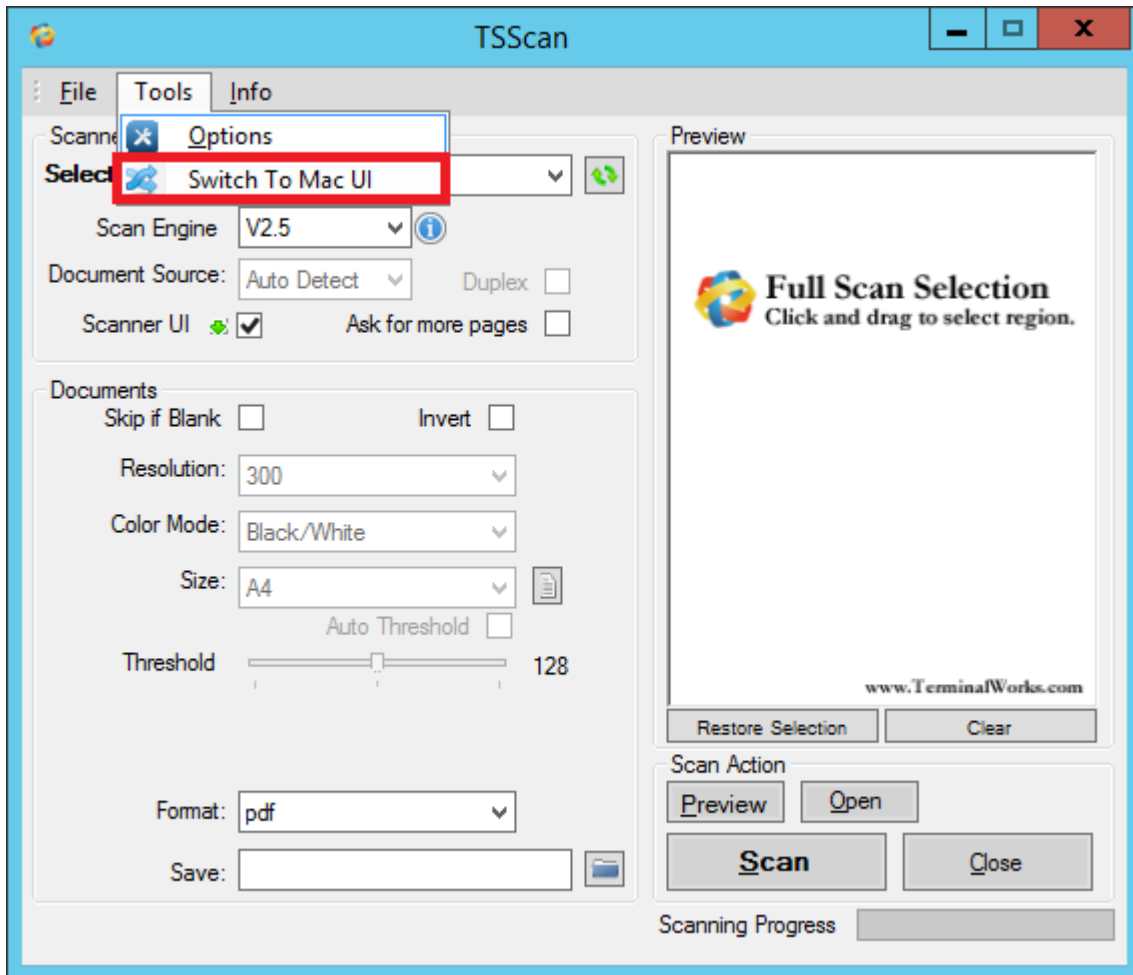 TSScan
File Tools Info
Options
Switch To Mac UI
Select
Scan Engine V2.5
Document Source: Auto Detect Duplex
Scanner UI Ask for more pages
Documents
Skip if Blank Invert
Resolution: 300
Color Mode: Black/White
Size: A4
Auto Threshold
Threshold 128
Format: pdf
Save:
Preview
Full Scan Selection
Click and drag to select region.
www.TerminalWorks.com
Restore Selection Clear
Scan Action
Preview Open
Scan Close
Scanning Progress